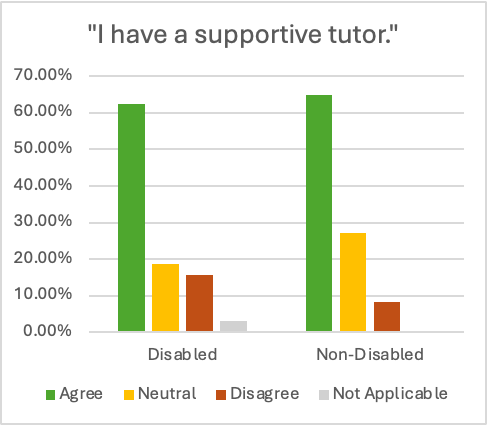 "I have a supportive tutor."
70.00%
60.00%
50.00%
40.00%
30.00%
20.00%
10.00%
0.00%
Disabled Non-Disabled
Agree Neutral Disagree Not Applicable